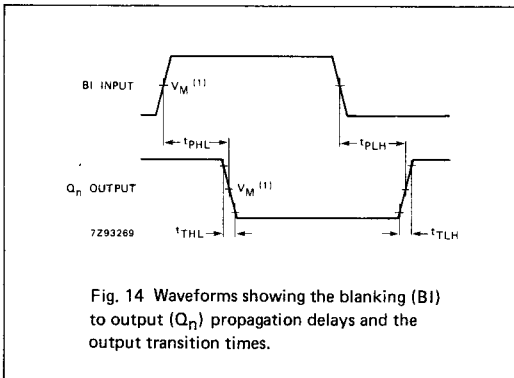 BI INPUT
VM (1)
tPHL
tPLH
Qn OUTPUT
VM (1)
7Z93269
tTHL
tTLH
Fig. 14 Waveforms showing the blanking (BI)
to output (Qn) propagation delays and the
output transition times.